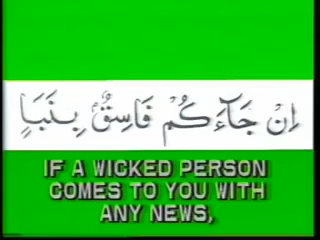 اِنْ جَآءَكُمْ فَاسِقٌۢ بِنَبَاٍ
IF A WICKED PERSON
COMES TO YOU WITH
ANY NEWS,